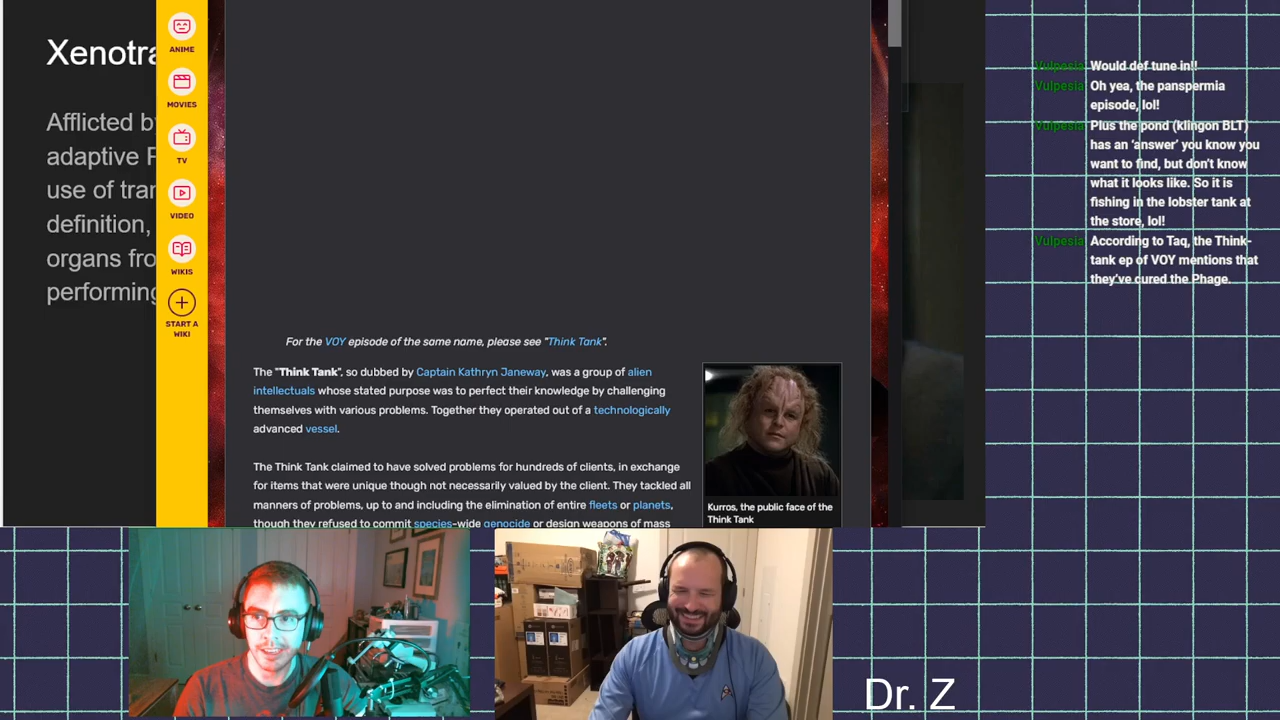 Xenotra
Afflicted b
adaptive F
use of tran
definition,
organs fro
performing
ANIME
MOVIES
TV
VIDEO
WIKIS
START A
WIKI
For the VOY episode of the same name, please see "Think Tank".
The "Think Tank", so dubbed by Captain Kathryn Janeway, was a group of alien
intellectuals whose stated purpose was to perfect their knowledge by challenging
themselves with various problems. Together they operated out of a technologically
advanced vessel.
The Think Tank claimed to have solved problems for hundreds of clients, in exchange
for items that were unique though not necessarily valued by the client. They tackled all
manners of problems, up to and including the elimination of entire fleets or planets,
though they refused to commit species-wide genocide or design weapons of mass
Kurros, the public face of the
Think Tank
Vulpesia: Would def tune in!!
Vulpesia: Oh yea, the panspermia
episode, lol!
Vulpesia: Plus the pond (klingon BLT)
has an ‘answer’ you know you
want to find, but don’t know
what it looks like. So it is
fishing in the lobster tank at
the store, lol!
Vulpesia: According to Taq, the Think-
tank ep of VOY mentions that
they’ve cured the Phage.
Dr. Z